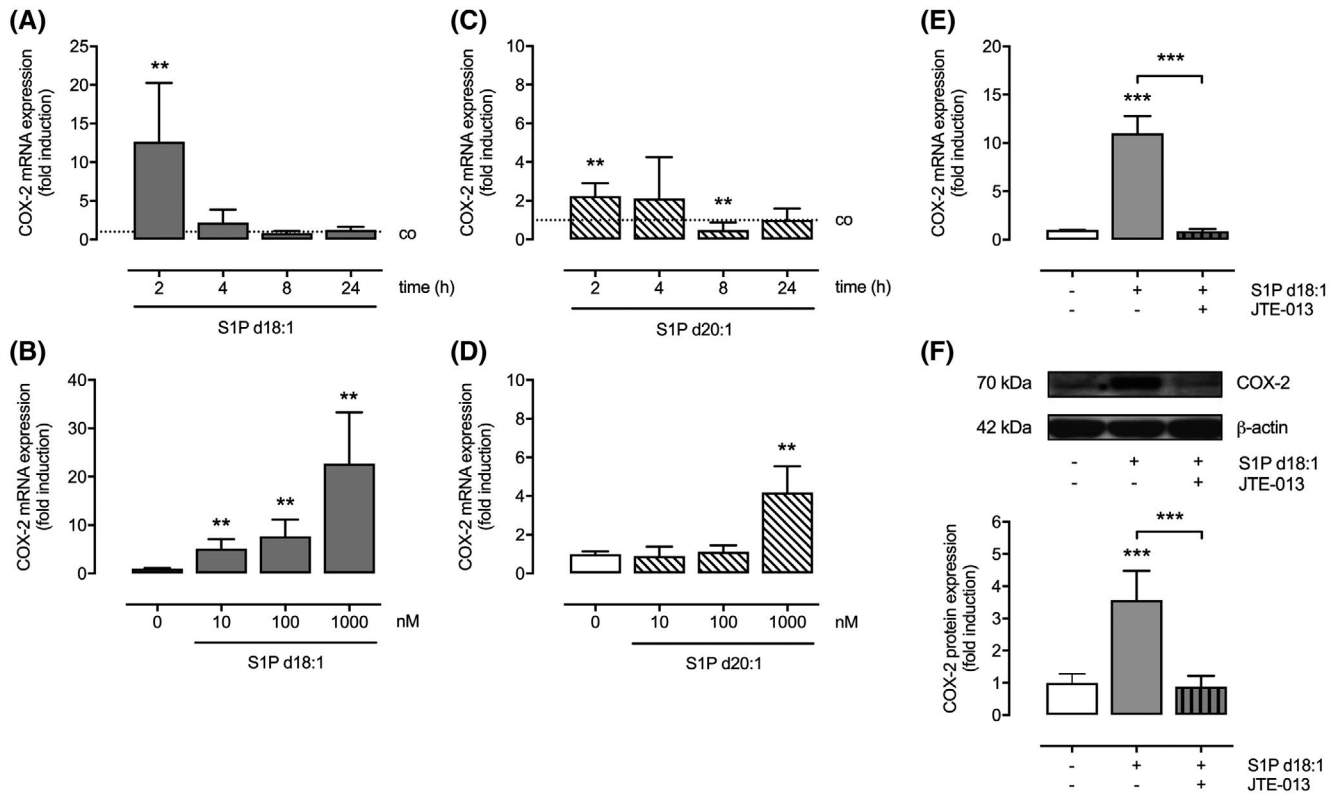 (A)
COX-2 mRNA expression
(fold induction)
25
20
15
10
5
0
**
co
2 4 8 24 time (h)
S1P d18:1
(B)
COX-2 mRNA expression
(fold induction)
40
30
20
10
0
** ** **
0 10 100 1000 nM
S1P d18:1
(C)
COX-2 mRNA expression
(fold induction)
10
8
6
4
2
0
** **
co
2 4 8 24 time (h)
S1P d20:1
(D)
COX-2 mRNA expression
(fold induction)
10
8
6
4
2
0
**
0 10 100 1000 nM
S1P d20:1
(E)
COX-2 mRNA expression
(fold induction)
20
15
10
5
0
***
***
- + + S1P d18:1
- - + JTE-013
(F)
70 kDa COX-2
42 kDa β-actin
- + + S1P d18:1
- - + JTE-013
COX-2 protein expression
(fold induction)
6
5
4
3
2
1
0
***
***
- + + S1P d18:1
- - + JTE-013